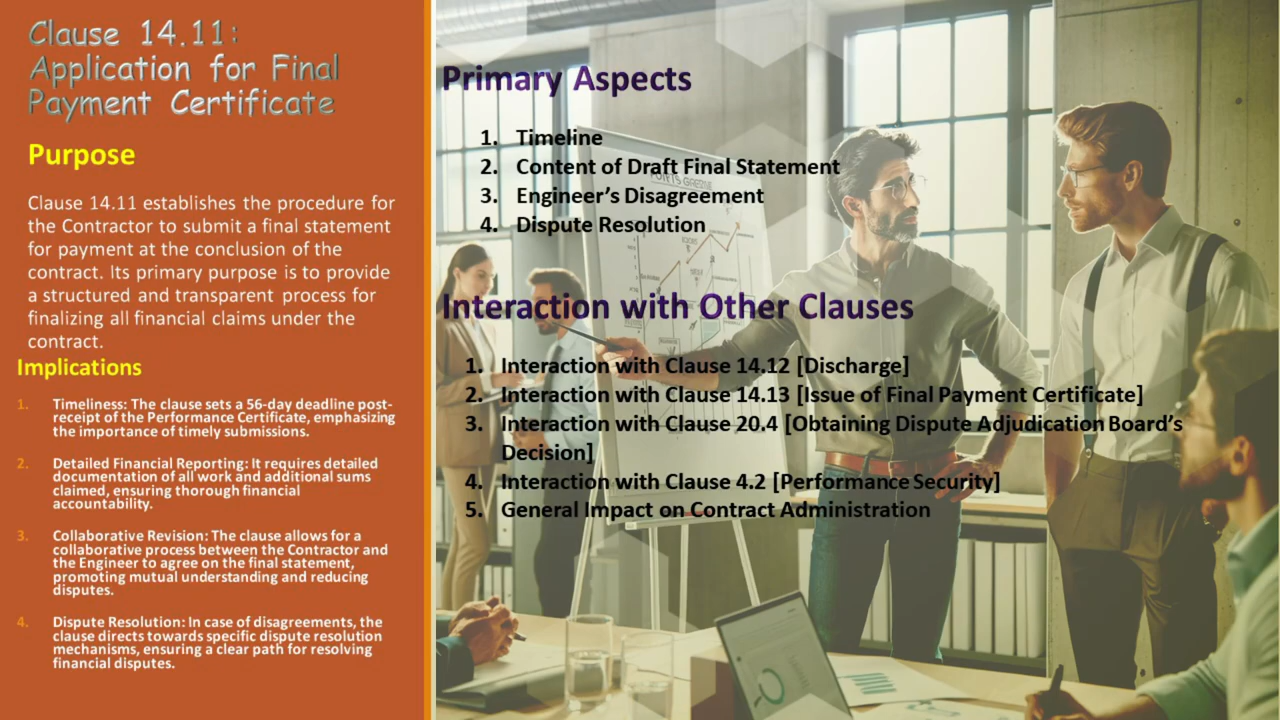 Clause 14.11:
Application for Final
Payment Certificate
Purpose
Clause 14.11 establishes the procedure for
the Contractor to submit a final statement
for payment at the conclusion of the
contract. Its primary purpose is to provide
a structured and transparent process for
finalizing all financial claims under the
contract.
Implications
1. Timeliness: The clause sets a 56-day deadline post-
receipt of the Performance Certificate, emphasizing
the importance of timely submissions.
2. Detailed Financial Reporting: It requires detailed
documentation of all work and additional sums
claimed, ensuring thorough financial
accountability.
3. Collaborative Revision: The clause allows for a
collaborative process between the Contractor and
the Engineer to agree on the final statement,
promoting mutual understanding and reducing
disputes.
4. Dispute Resolution: In case of disagreements, the
clause directs towards specific dispute resolution
mechanisms, ensuring a clear path for resolving
financial disputes.
Primary Aspects
1. Timeline
2. Content of Draft Final Statement
3. Engineer’s Disagreement
4. Dispute Resolution
Interaction with Other Clauses
1. Interaction with Clause 14.12 [Discharge]
2. Interaction with Clause 14.13 [Issue of Final Payment Certificate]
3. Interaction with Clause 20.4 [Obtaining Dispute Adjudication Board’s
Decision]
4. Interaction with Clause 4.2 [Performance Security]
5. General Impact on Contract Administration